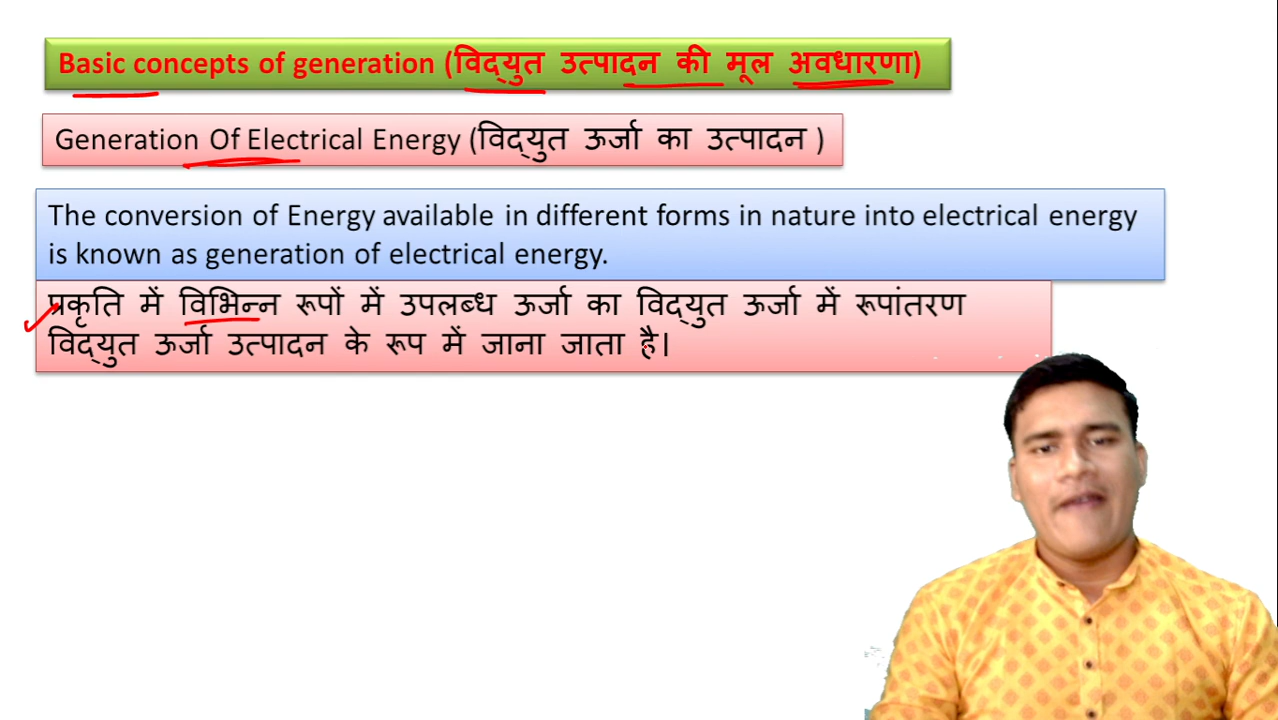 Basic concepts of generation (विद्युत उत्पादन की मूल अवधारणा)
Generation Of Electrical Energy (विद्युत ऊर्जा का उत्पादन )
The conversion of Energy available in different forms in nature into electrical energy
is known as generation of electrical energy.
प्रकृति में विभिन्न रूपों में उपलब्ध ऊर्जा का विद्युत ऊर्जा में रूपांतरण
विद्युत ऊर्जा उत्पादन के रूप में जाना जाता है।